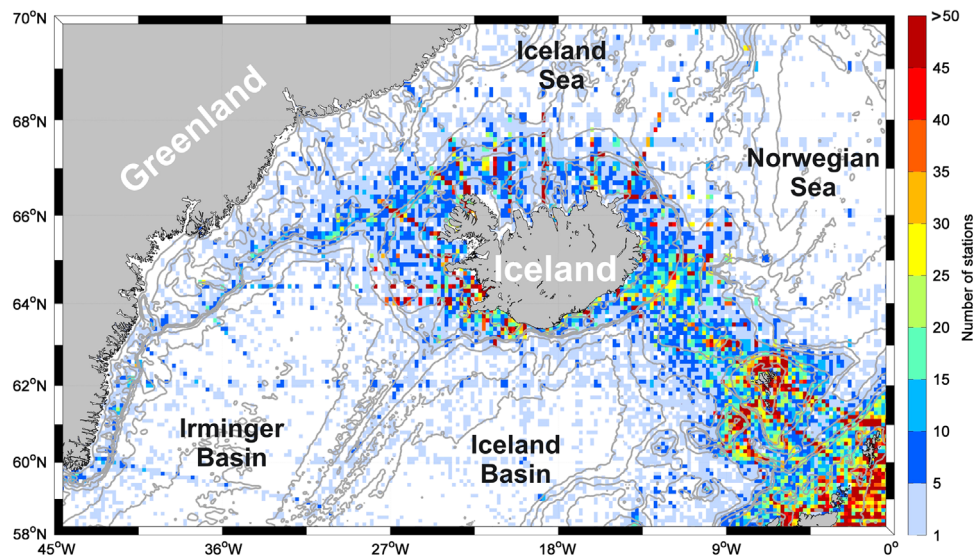 70°N
68°N
66°N
64°N
62°N
60°N
58°N
45°W
36°W
27°W
18°W
9°W
0°
Greenland
Iceland
Sea
Norwegian
Sea
Iceland
Irminger
Basin
Iceland
Basin
>50
45
40
35
30
25
20
15
10
5
1
Number of stations